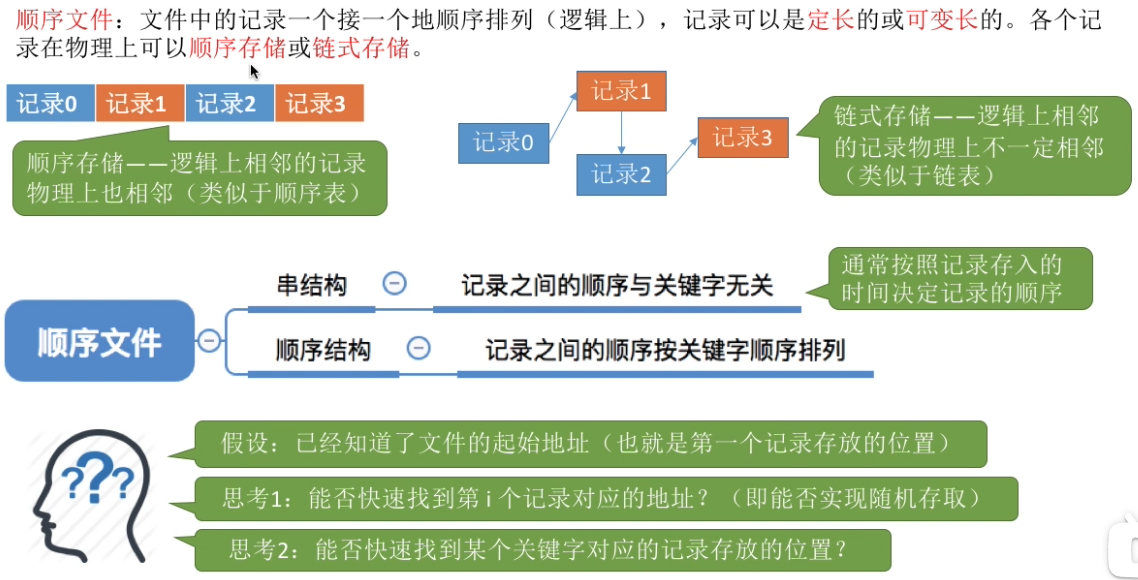 顺序文件：文件中的记录一个接一个地顺序排列（逻辑上），记录可以是定长的或可变长的。各个记
录在物理上可以顺序存储或链式存储。
记录0 记录1 记录2 记录3
顺序存储——逻辑上相邻的记录
物理上也相邻（类似于顺序表）
记录0
记录1
记录2
记录3
链式存储——逻辑上相邻
的记录物理上不一定相邻
（类似于链表）
顺序文件
串结构
记录之间的顺序与关键字无关
通常按照记录存入的
时间决定记录的顺序
顺序结构
记录之间的顺序按关键字顺序排列
???
假设：已经知道了文件的起始地址（也就是第一个记录存放的位置）
思考1：能否快速找到第 i 个记录对应的地址？（即能否实现随机存取）
思考2：能否快速找到某个关键字对应的记录存放的位置？